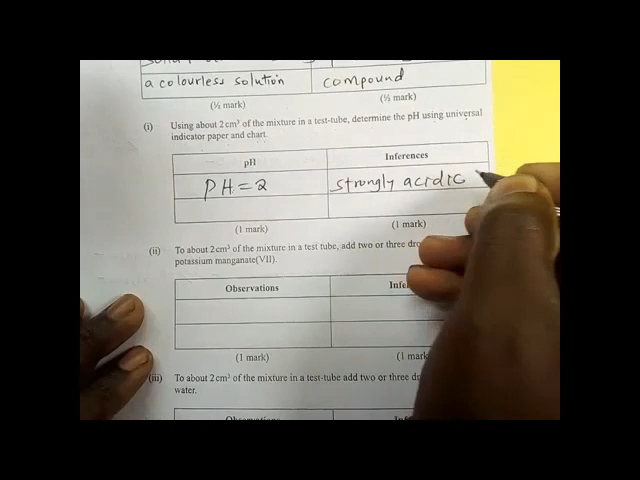 a colourless solution compound
(½ mark) (½ mark)
(i) Using about 2 cm³ of the mixture in a test-tube, determine the pH using universal
indicator paper and chart.
pH Inferences
PH = 2 strongly acidic
(1 mark) (1 mark)
(ii) To about 2 cm³ of the mixture in a test tube, add two or three
potassium manganate(VII).
Observations
(1 mark) (1 mark
(iii) To about 2 cm³ of the mixture in a test-tube add two or three
water.
Observations